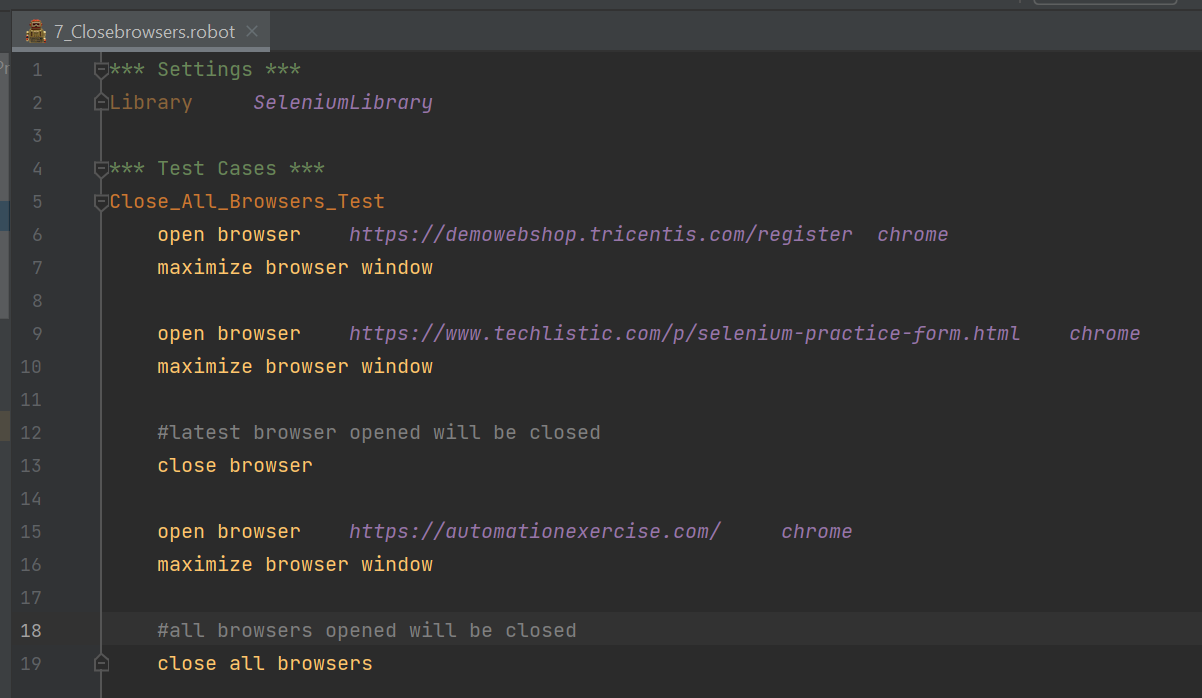 7_Closebrowsers.robot
Pr
1 *** Settings ***
2 Library SeleniumLibrary
3
4 *** Test Cases ***
5 Close_All_Browsers_Test
6 open browser https://demowebshop.tricentis.com/register chrome
7 maximize browser window
8
9 open browser https://www.techlistic.com/p/selenium-practice-form.html chrome
10 maximize browser window
11
12 #latest browser opened will be closed
13 close browser
14
15 open browser https://automationexercise.com/ chrome
16 maximize browser window
17
18 #all browsers opened will be closed
19 close all browsers